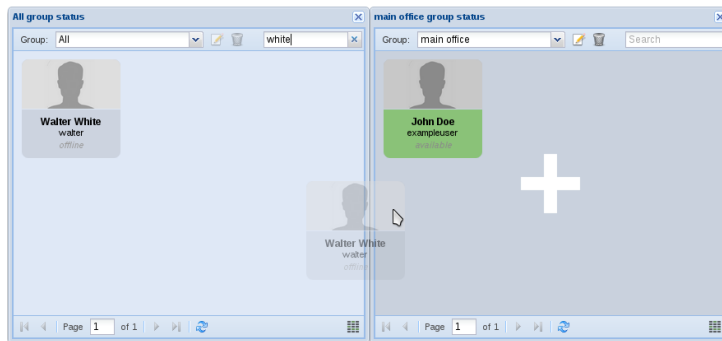 All group status
Group: All white
Walter White
walter
offline
Page 1 of 1
main office group status
Group: main office Search
John Doe
exampleuser
available
Walter White
walter
offline
Page 1 of 1